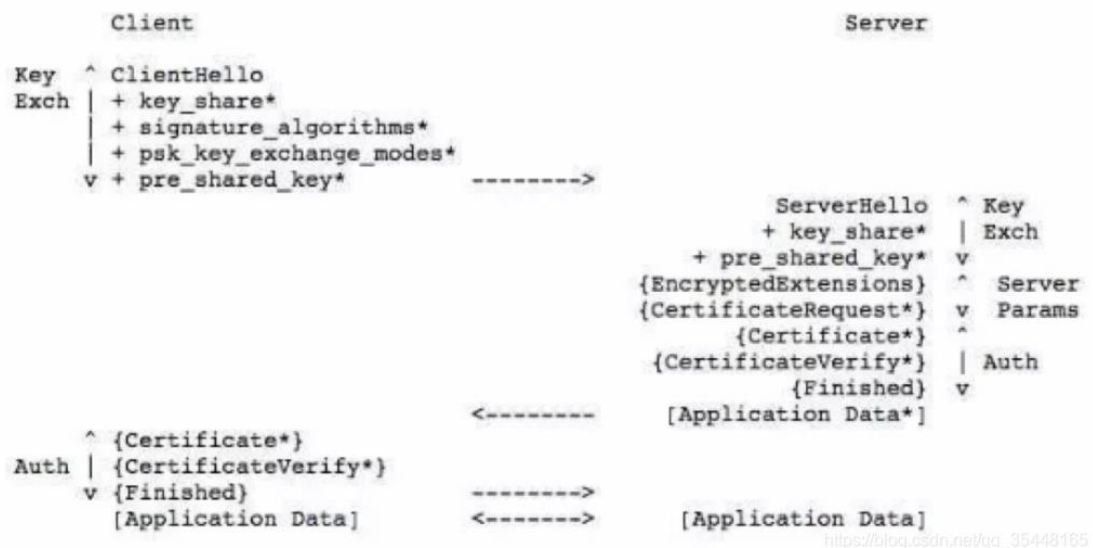 Client Server
Key ^ ClientHello
Exch | + key_share*
| + signature_algorithms*
| + psk_key_exchange_modes*
v + pre_shared_key* -------->
ServerHello ^ Key
+ key_share* | Exch
+ pre_shared_key* v
{EncryptedExtensions} ^ Server
{CertificateRequest*} v Params
{Certificate*} ^
{CertificateVerify*} | Auth
{Finished} v
<-------- [Application Data*]
^ {Certificate*}
Auth | {CertificateVerify*}
v {Finished} -------->
[Application Data] <-------> [Application Data]
https://blog.csdn.net/qq_35448165